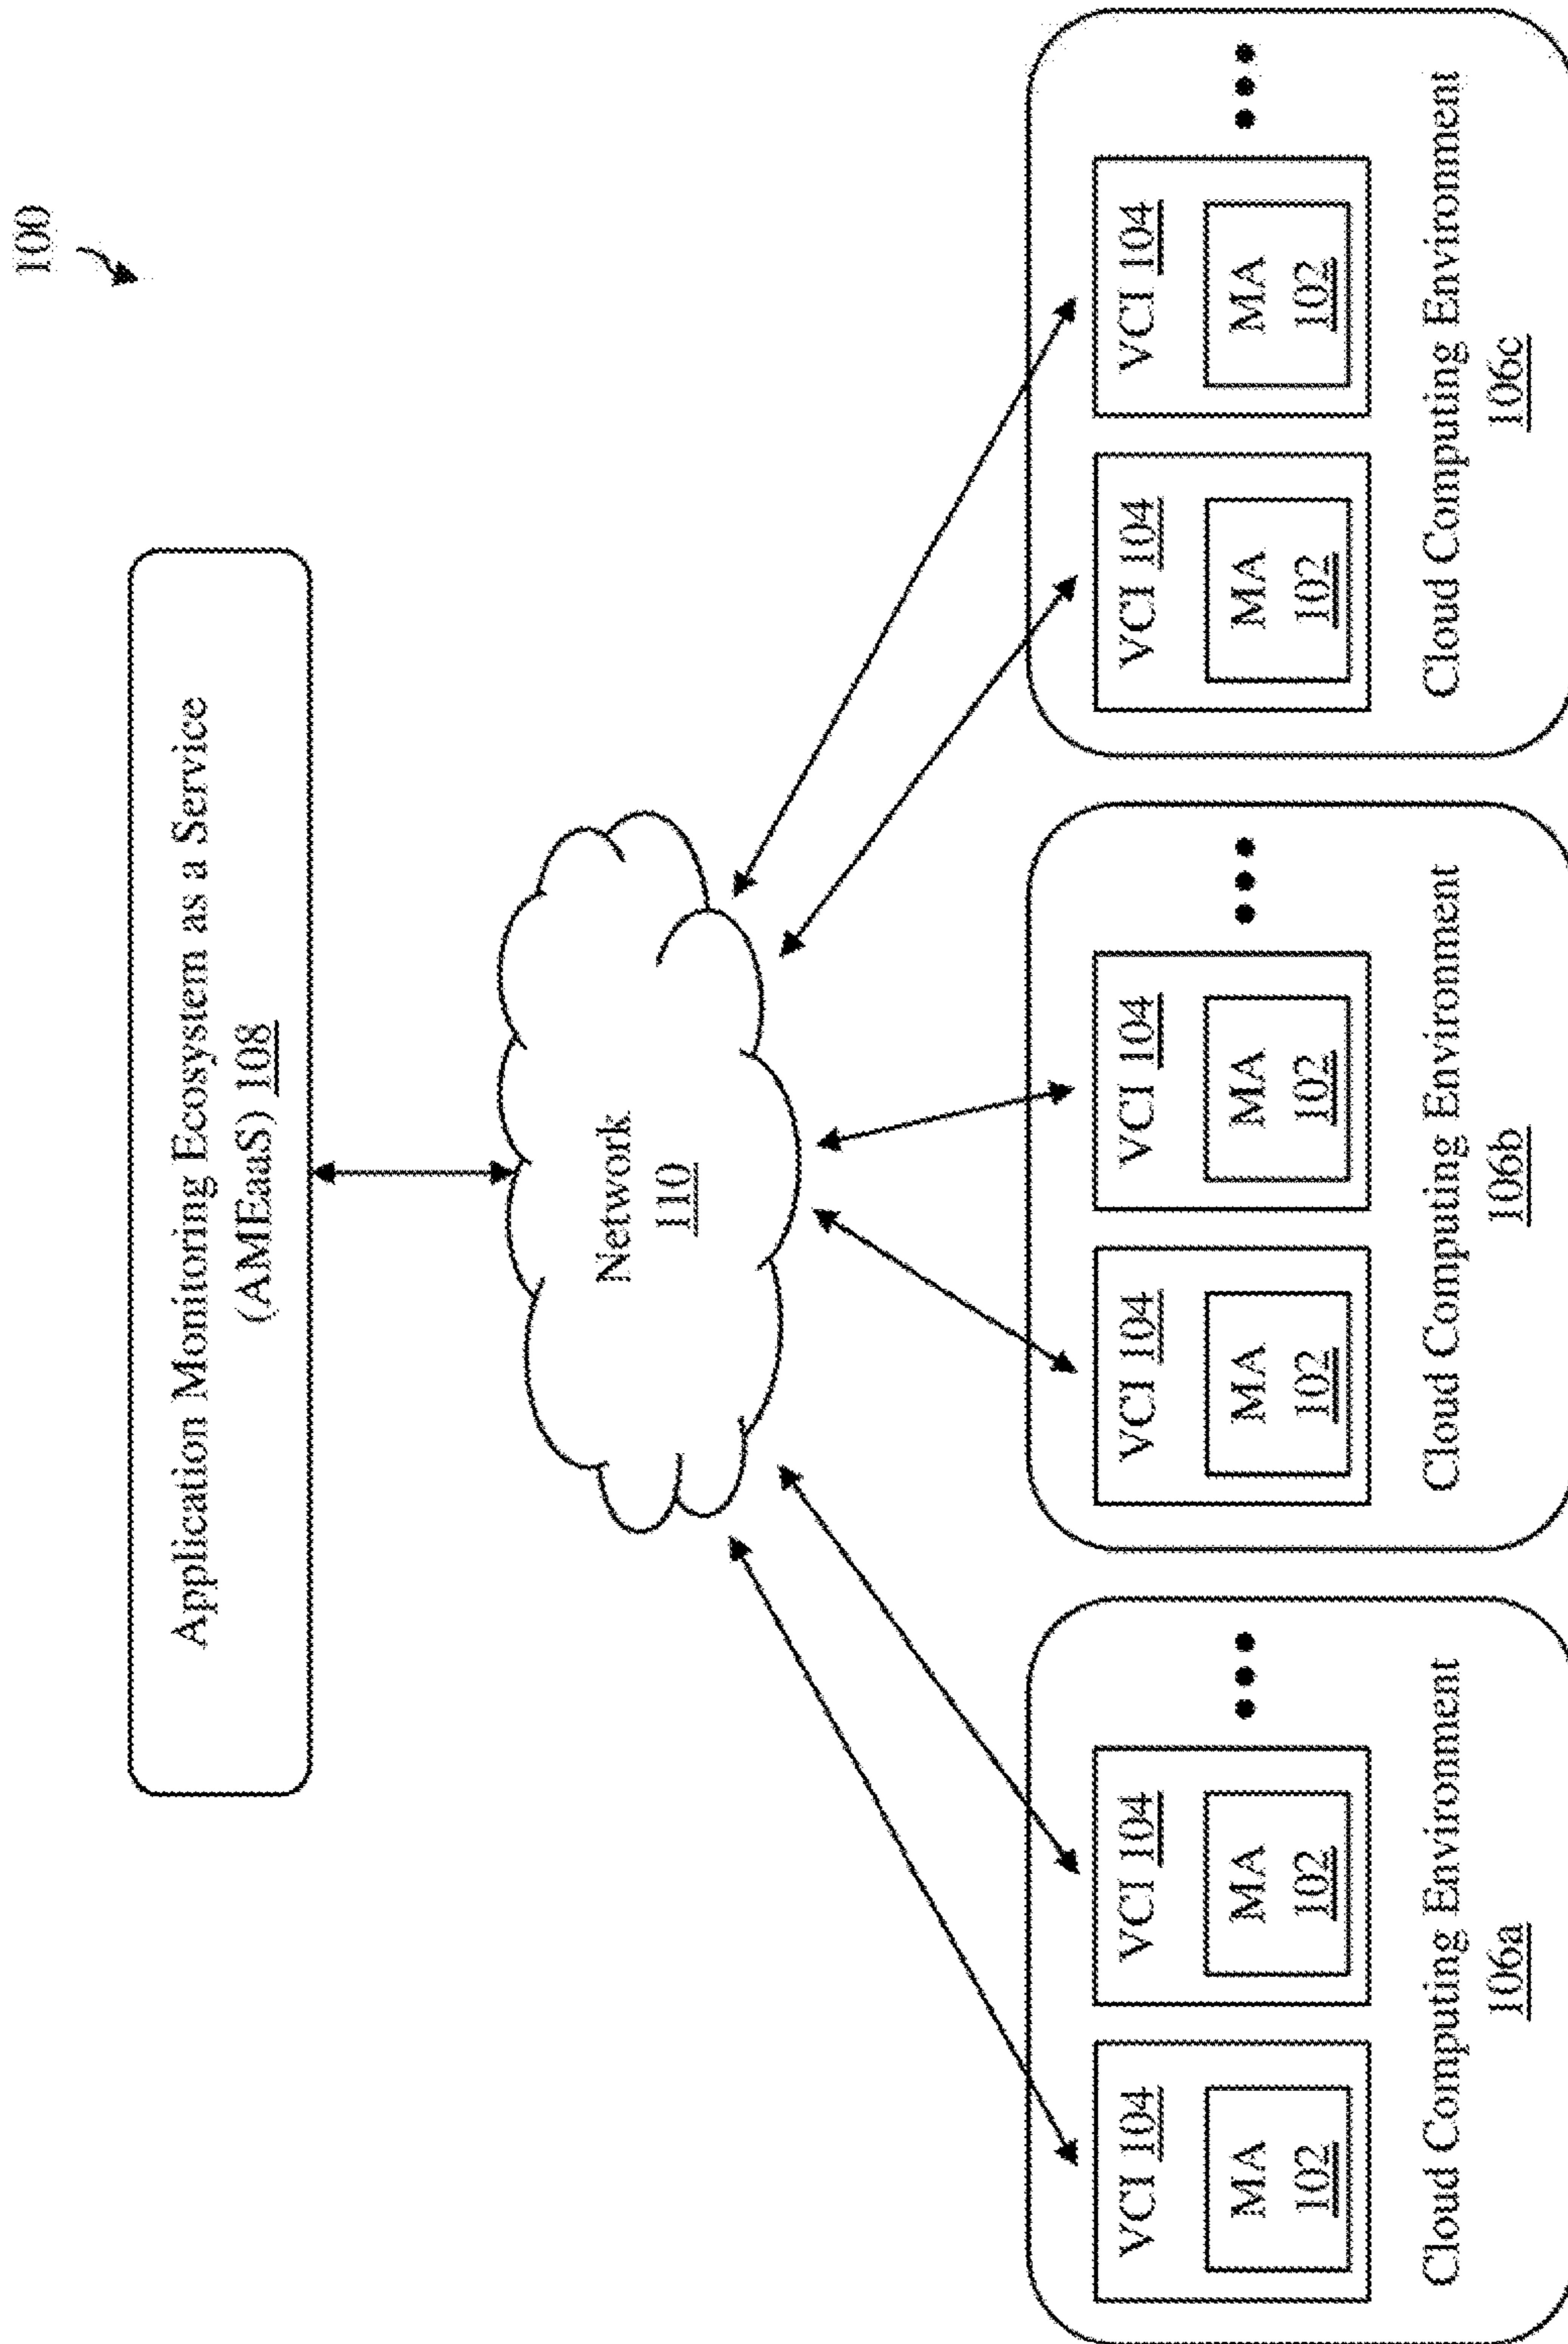 100
Application Monitoring Ecosystem as a Service
(AMEaaS) 108
Network
110
VCI 104
MA
102
VCI 104
MA
102
Cloud Computing Environment
106a
VCI 104
MA
102
VCI 104
MA
102
Cloud Computing Environment
106b
VCI 104
MA
102
VCI 104
MA
102
Cloud Computing Environment
106c